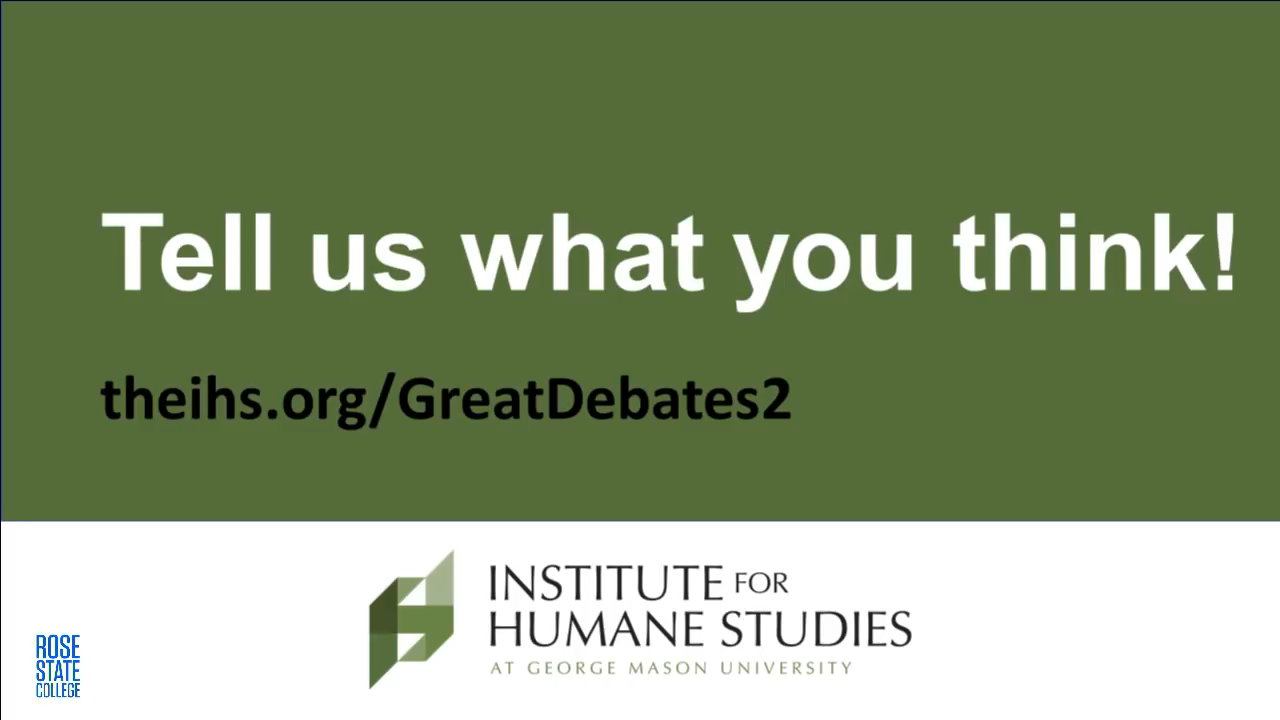 Tell us what you think!
theihs.org/GreatDebates2
INSTITUTE FOR
HUMANE STUDIES
AT GEORGE MASON UNIVERSITY
ROSE
STATE
COLLEGE